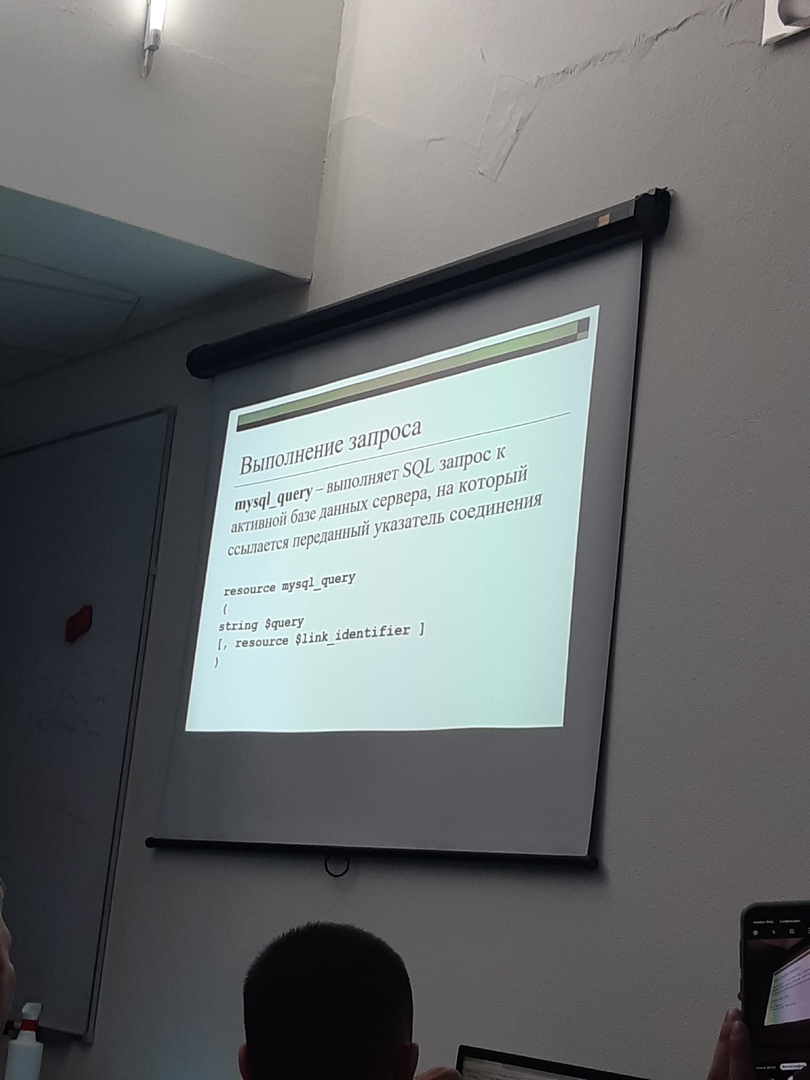 Выполнение запроса
mysql_query – выполняет SQL запрос к
активной базе данных сервера, на который
ссылается переданный указатель соединения
resource mysql_query
(
string $query
[, resource $link_identifier ]
)